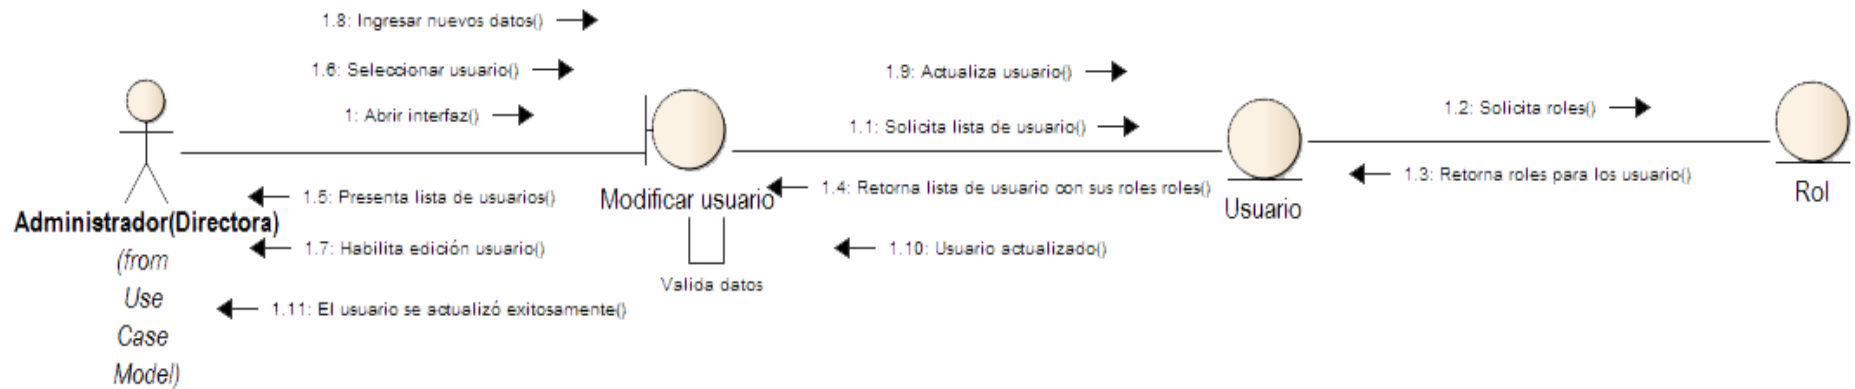 1.8: Ingresar nuevos datos()
1.6: Seleccionar usuario()
1: Abrir interfaz()
1.9: Actualiza usuario()
1.1: Solicita lista de usuario()
1.2: Solicita roles()
1.5: Presenta lista de usuarios()
1.4: Retorna lista de usuario con sus roles roles()
1.3: Retorna roles para los usuario()
Modificar usuario
Usuario
Rol
Administrador(Directora)
(from
Use
Case
Model)
1.7: Habilita edición usuario()
1.10: Usuario actualizado()
Valida datos
1.11: El usuario se actualizó exitosamente()